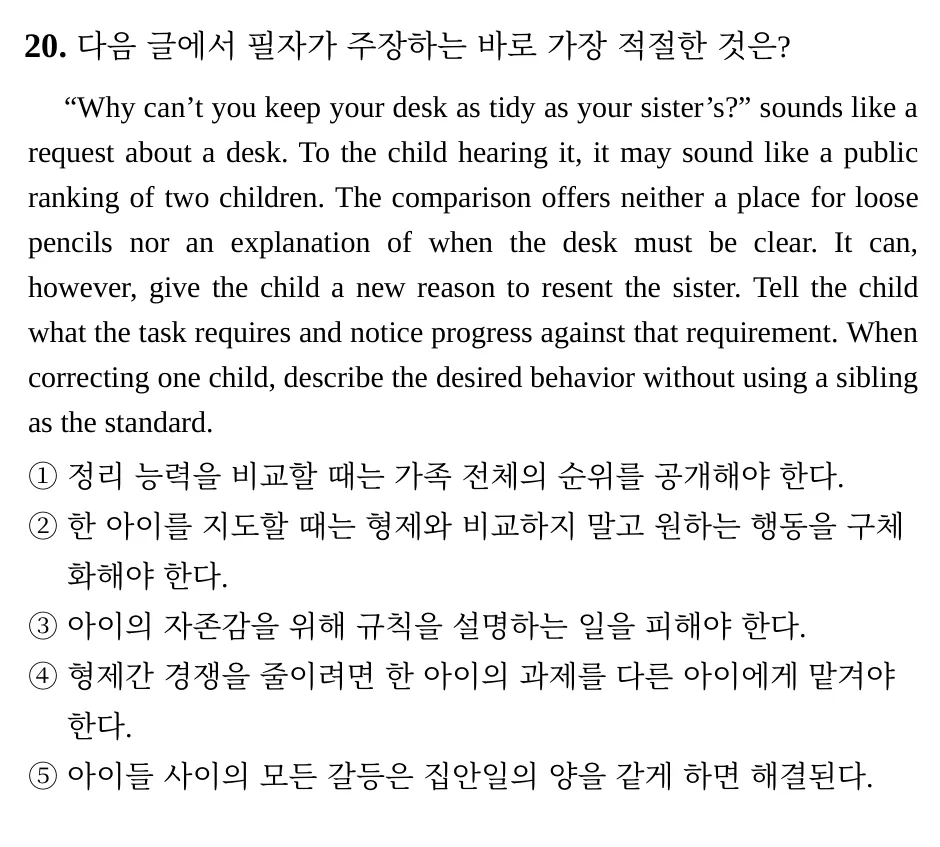 20. 다음 글에서 필자가 주장하는 바로 가장 적절한 것은?
“Why can’t you keep your desk as tidy as your sister’s?” sounds like a
request about a desk. To the child hearing it, it may sound like a public
ranking of two children. The comparison offers neither a place for loose
pencils nor an explanation of when the desk must be clear. It can,
however, give the child a new reason to resent the sister. Tell the child
what the task requires and notice progress against that requirement. When
correcting one child, describe the desired behavior without using a sibling
as the standard.
① 정리 능력을 비교할 때는 가족 전체의 순위를 공개해야 한다.
② 한 아이를 지도할 때는 형제와 비교하지 말고 원하는 행동을 구체
화해야 한다.
③ 아이의 자존감을 위해 규칙을 설명하는 일을 피해야 한다.
④ 형제간 경쟁을 줄이려면 한 아이의 과제를 다른 아이에게 맡겨야
한다.
⑤ 아이들 사이의 모든 갈등은 집안일의 양을 같게 하면 해결된다.